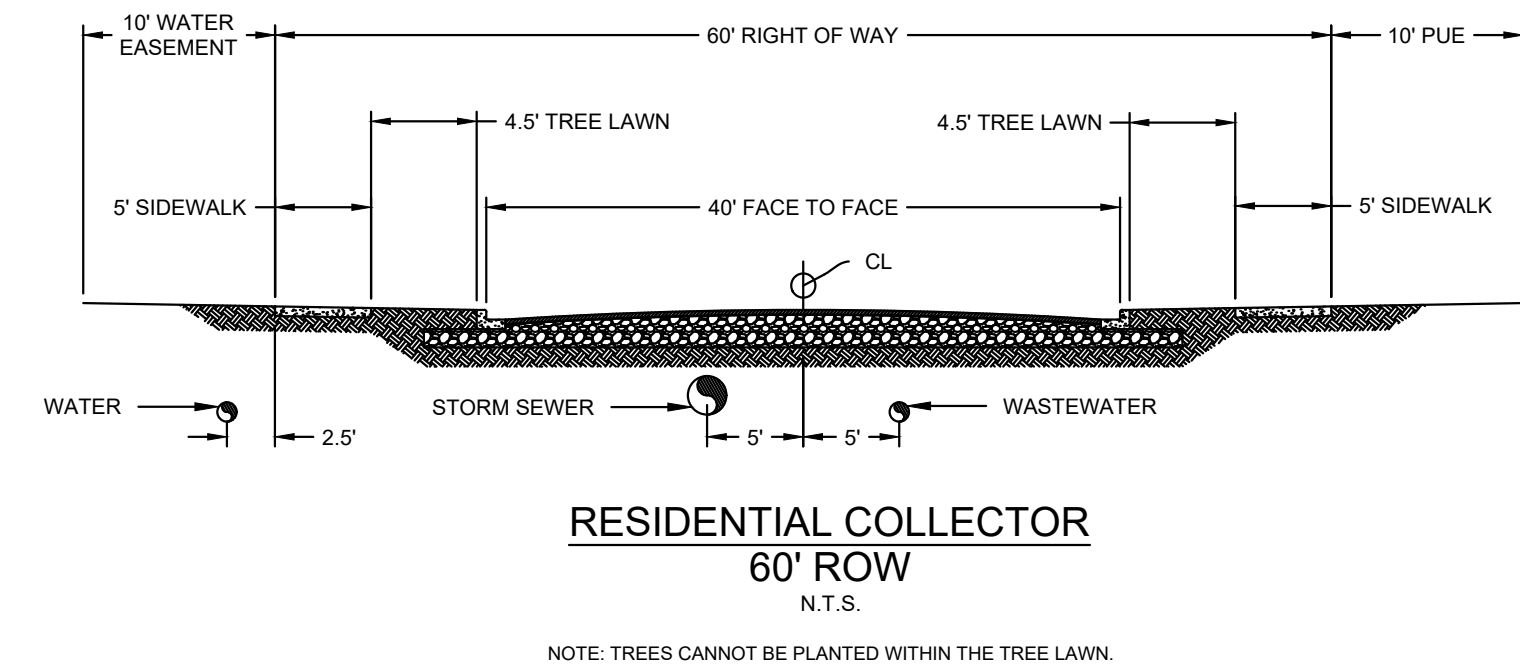 10' WATER
EASEMENT
60' RIGHT OF WAY
10' PUE
4.5' TREE LAWN
4.5' TREE LAWN
5' SIDEWALK
40' FACE TO FACE
5' SIDEWALK
CL
WATER
STORM SEWER
WASTEWATER
2.5'
5'
5'
RESIDENTIAL COLLECTOR
60' ROW
N.T.S.
NOTE: TREES CANNOT BE PLANTED WITHIN THE TREE LAWN.